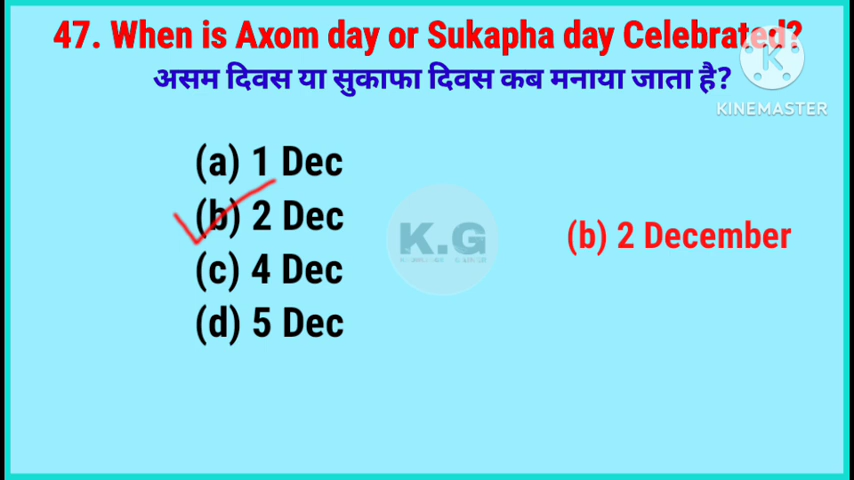 47. When is Axom day or Sukapha day Celebrated?
असम दिवस या सुकाफा दिवस कब मनाया जाता है?
KINEMASTER
(a) 1 Dec
(b) 2 Dec
(c) 4 Dec
(d) 5 Dec
K.G
(b) 2 December